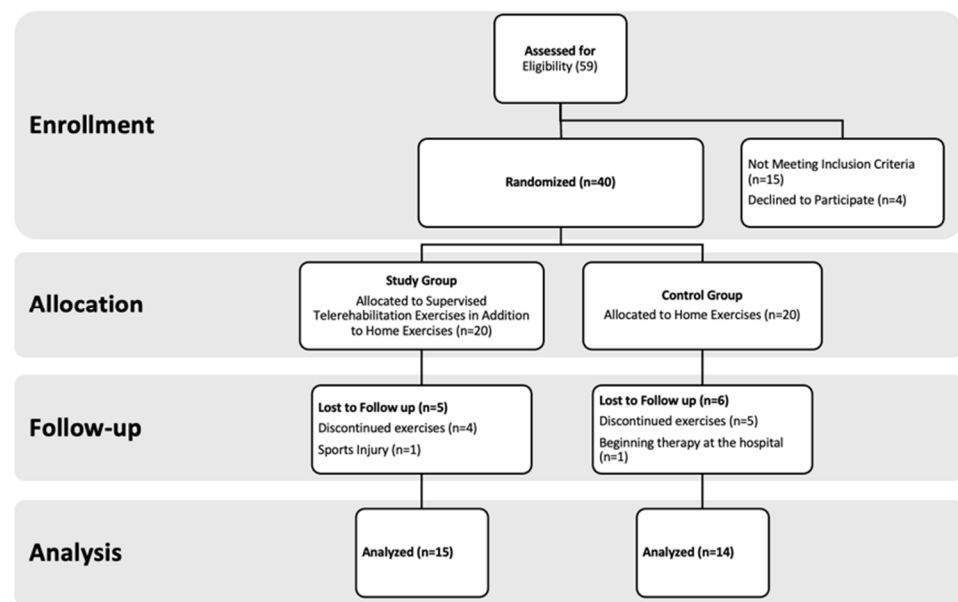 Enrollment
Assessed for
Eligibility (59)
Randomized (n=40)
Not Meeting Inclusion Criteria
(n=15)
Declined to Participate (n=4)
Allocation
Study Group
Allocated to Supervised
Telerehabilitation Exercises in Addition
to Home Exercises (n=20)
Control Group
Allocated to Home Exercises (n=20)
Follow-up
Lost to Follow up (n=5)
Discontinued exercises (n=4)
Sports Injury (n=1)
Lost to Follow up (n=6)
Discontinued exercises (n=5)
Beginning therapy at the hospital
(n=1)
Analysis
Analyzed (n=15)
Analyzed (n=14)